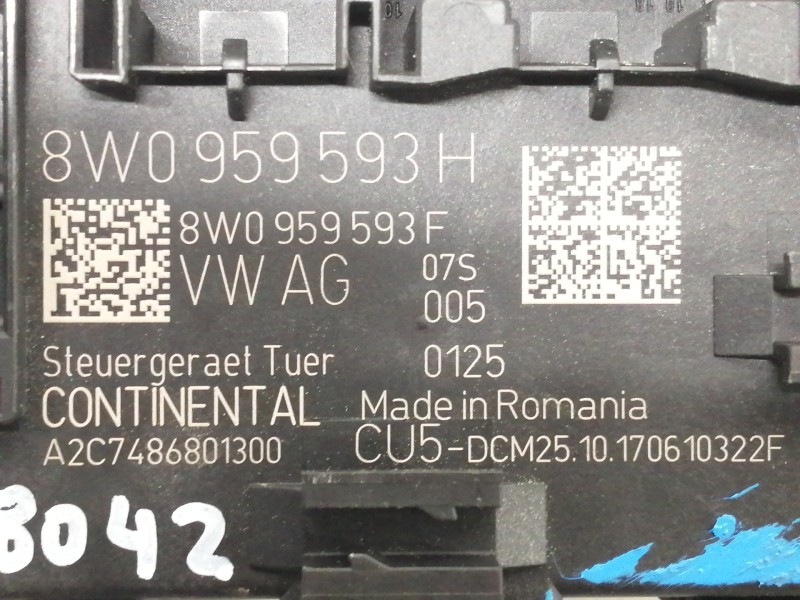 8W0 959 593 H
8W0 959 593 F
VW AG 07S
005
Steuergeraet Tuer 0125
CONTINENTAL Made in Romania
A2C7486801300 CU5-DCM25.10.170610322F
3042